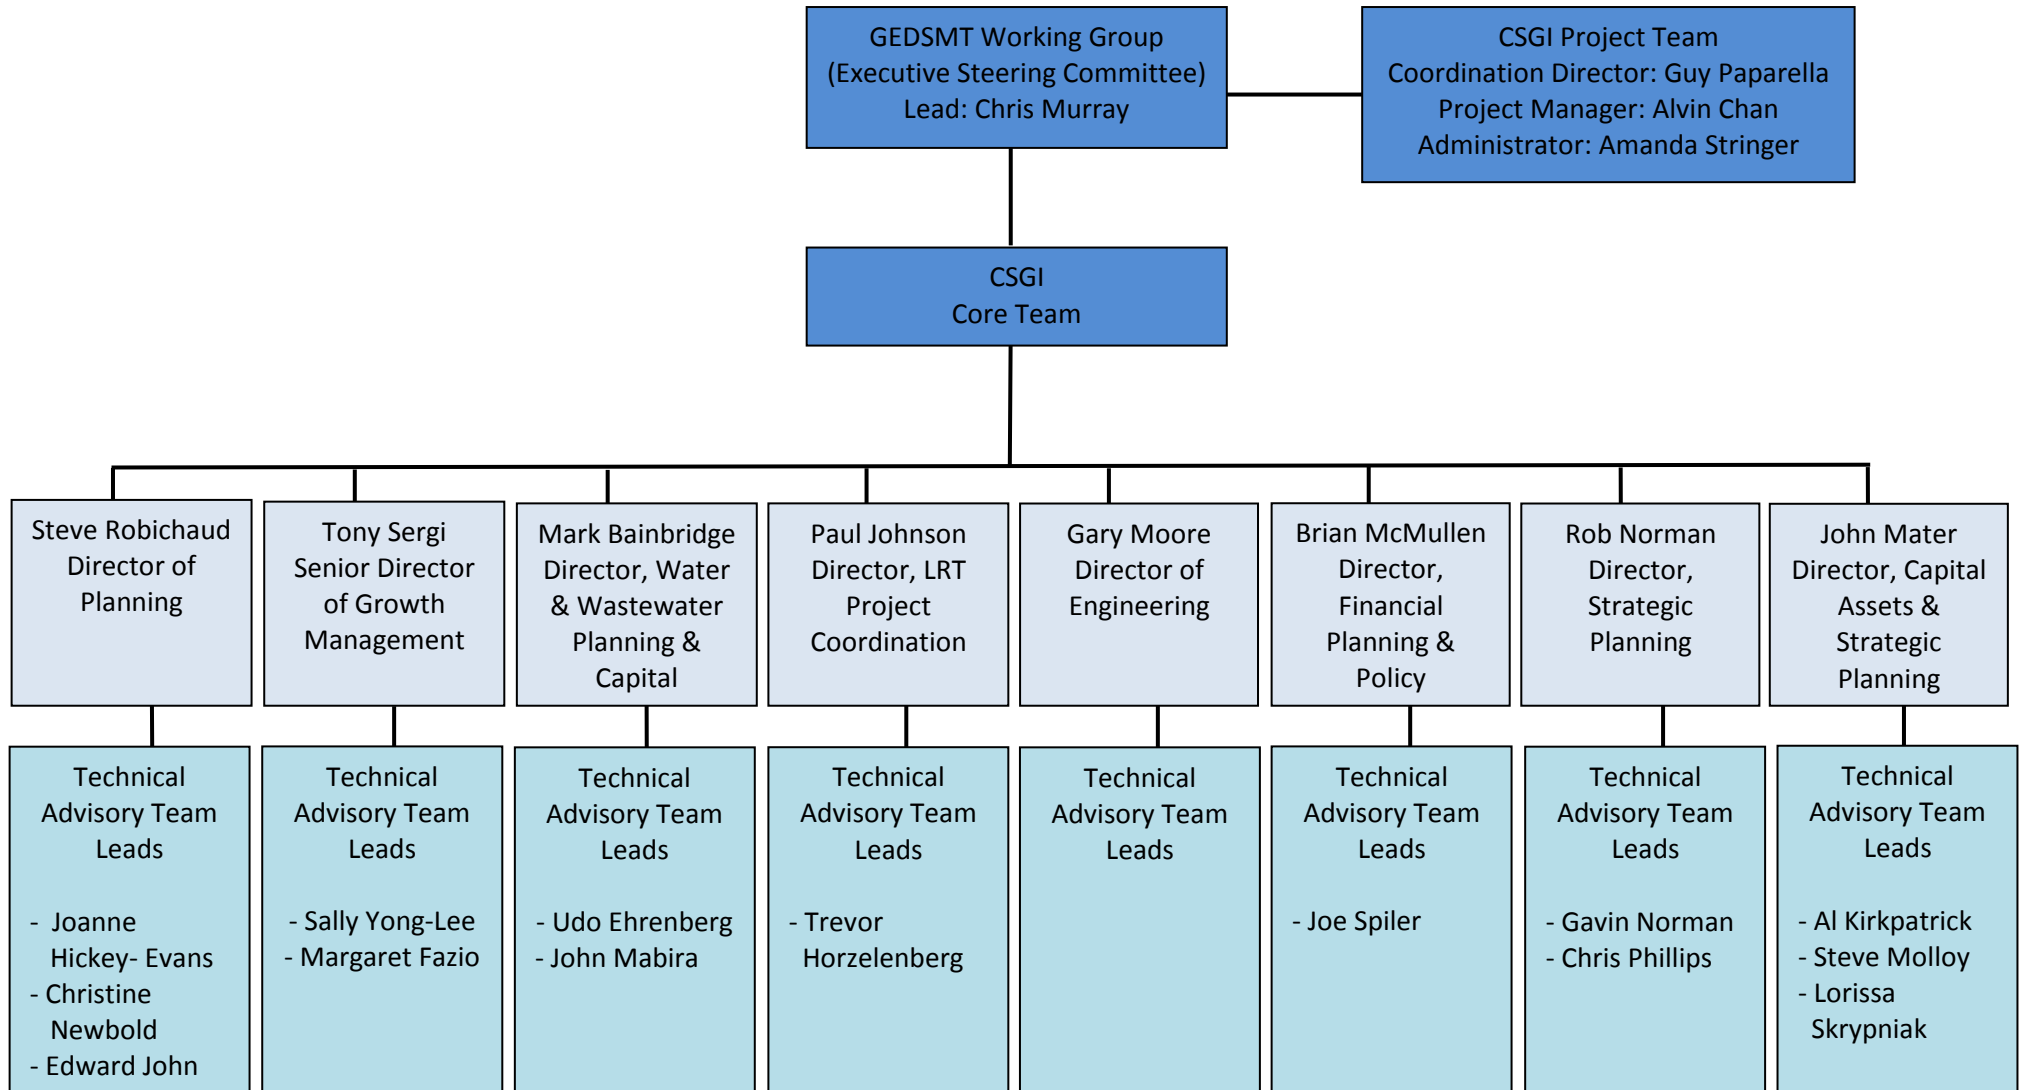 GEDSMT Working Group
(Executive Steering Committee)
Lead: Chris Murray
CSGI Project Team
Coordination Director: Guy Paparella
Project Manager: Alvin Chan
Administrator: Amanda Stringer
CSGI
Core Team
Steve Robichaud
Director of
Planning
Tony Sergi
Senior Director
of Growth
Management
Mark Bainbridge
Director, Water
& Wastewater
Planning &
Capital
Paul Johnson
Director, LRT
Project
Coordination
Gary Moore
Director of
Engineering
Brian McMullen
Director,
Financial
Planning &
Policy
Rob Norman
Director,
Strategic
Planning
John Mater
Director, Capital
Assets &
Strategic
Planning
Technical
Advisory Team
Leads
- Joanne
Hickey- Evans
- Christine
Newbold
- Edward John
Technical
Advisory Team
Leads
- Sally Yong-Lee
- Margaret Fazio
Technical
Advisory Team
Leads
- Udo Ehrenberg
- John Mabira
Technical
Advisory Team
Leads
- Trevor
Horzelenberg
Technical
Advisory Team
Leads
Technical
Advisory Team
Leads
- Joe Spiler
Technical
Advisory Team
Leads
- Gavin Norman
- Chris Phillips
Technical
Advisory Team
Leads
- Al Kirkpatrick
- Steve Molloy
- Lorissa
Skrypniak